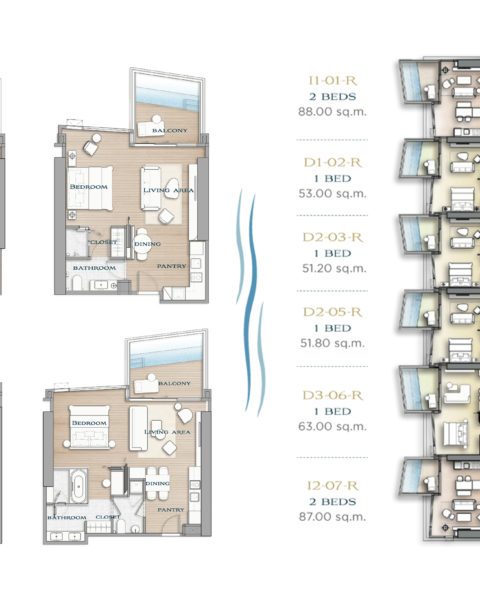 BALCONY
BEDROOM
LIVING AREA
CLOSET
DINING
BATHROOM
PANTRY
BALCONY
BEDROOM
LIVING AREA
DINING
BATHROOM
CLOSET
PANTRY
I1-01-R
2 BEDS
88.00 sq.m.
D1-02-R
1 BED
53.00 sq.m.
D2-03-R
1 BED
51.20 sq.m.
D2-05-R
1 BED
51.80 sq.m.
D3-06-R
1 BED
63.00 sq.m.
I2-07-R
2 BEDS
87.00 sq.m.